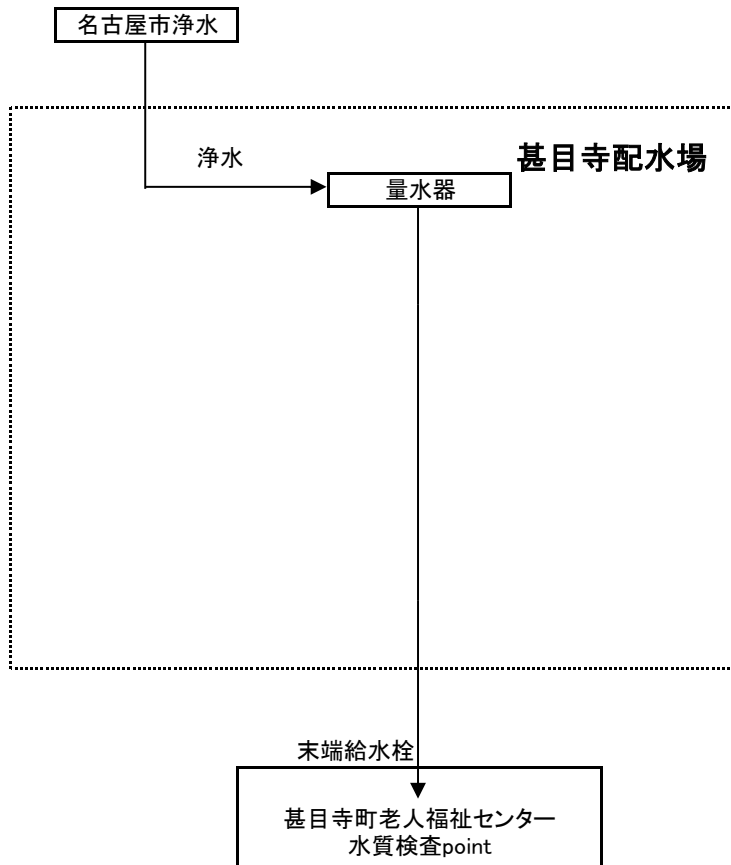 名古屋市浄水
甚目寺配水場
浄水
量水器
末端給水栓
甚目寺町老人福祉センター
水質検査point